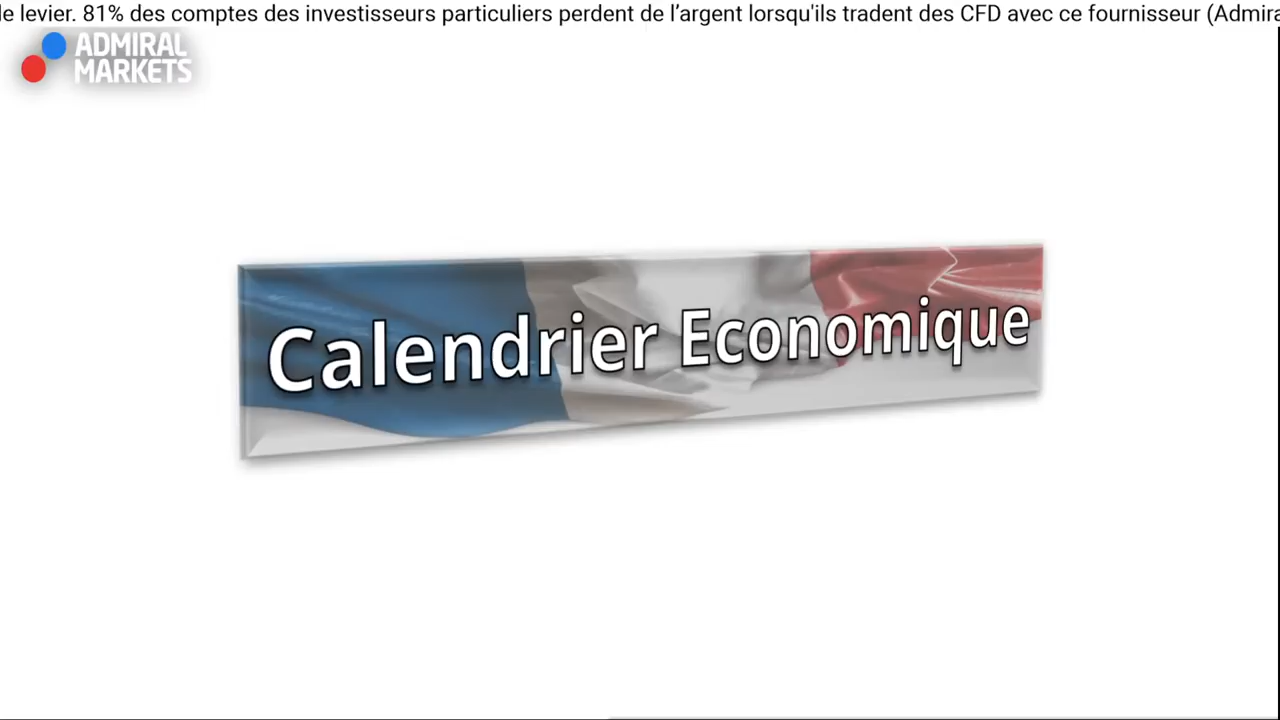 le levier. 81% des comptes des investisseurs particuliers perdent de l’argent lorsqu'ils tradent des CFD avec ce fournisseur
ADMIRAL
MARKETS
Calendrier Economique